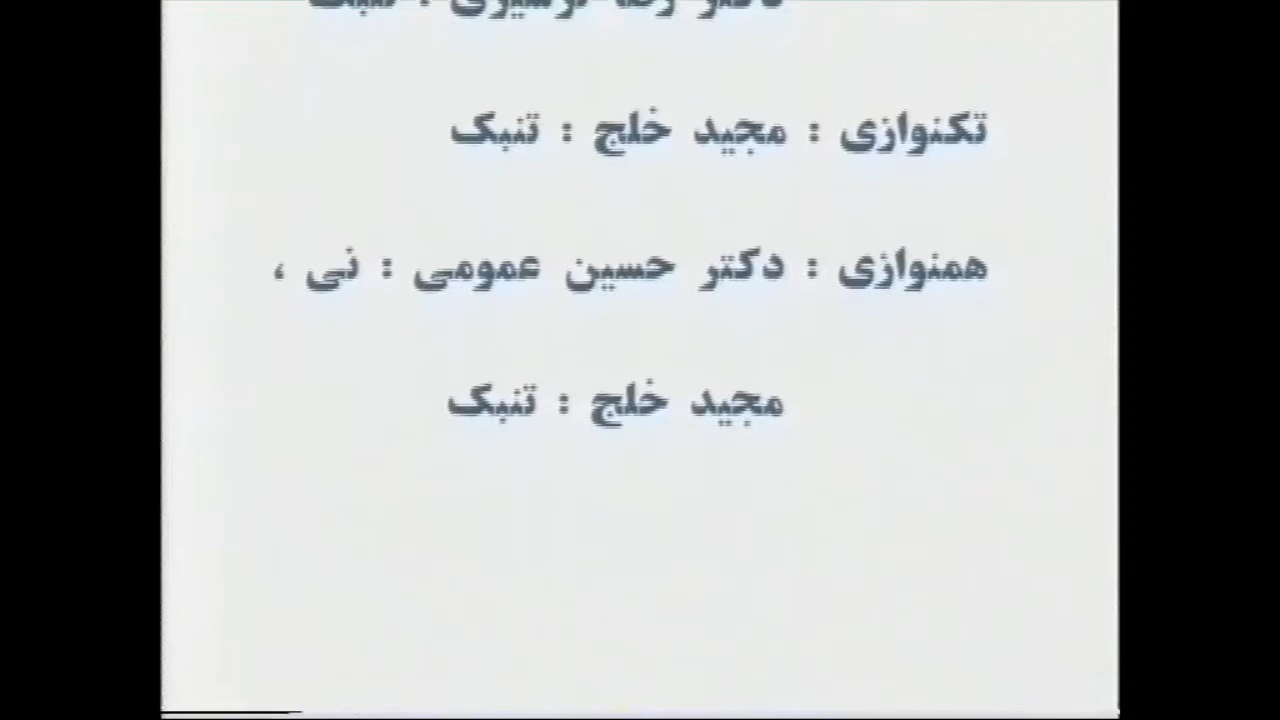 تکنوازی : مجید خلج : تنبک
همنوازی : دکتر حسین عمومی : نی ،
مجید خلج : تنبک